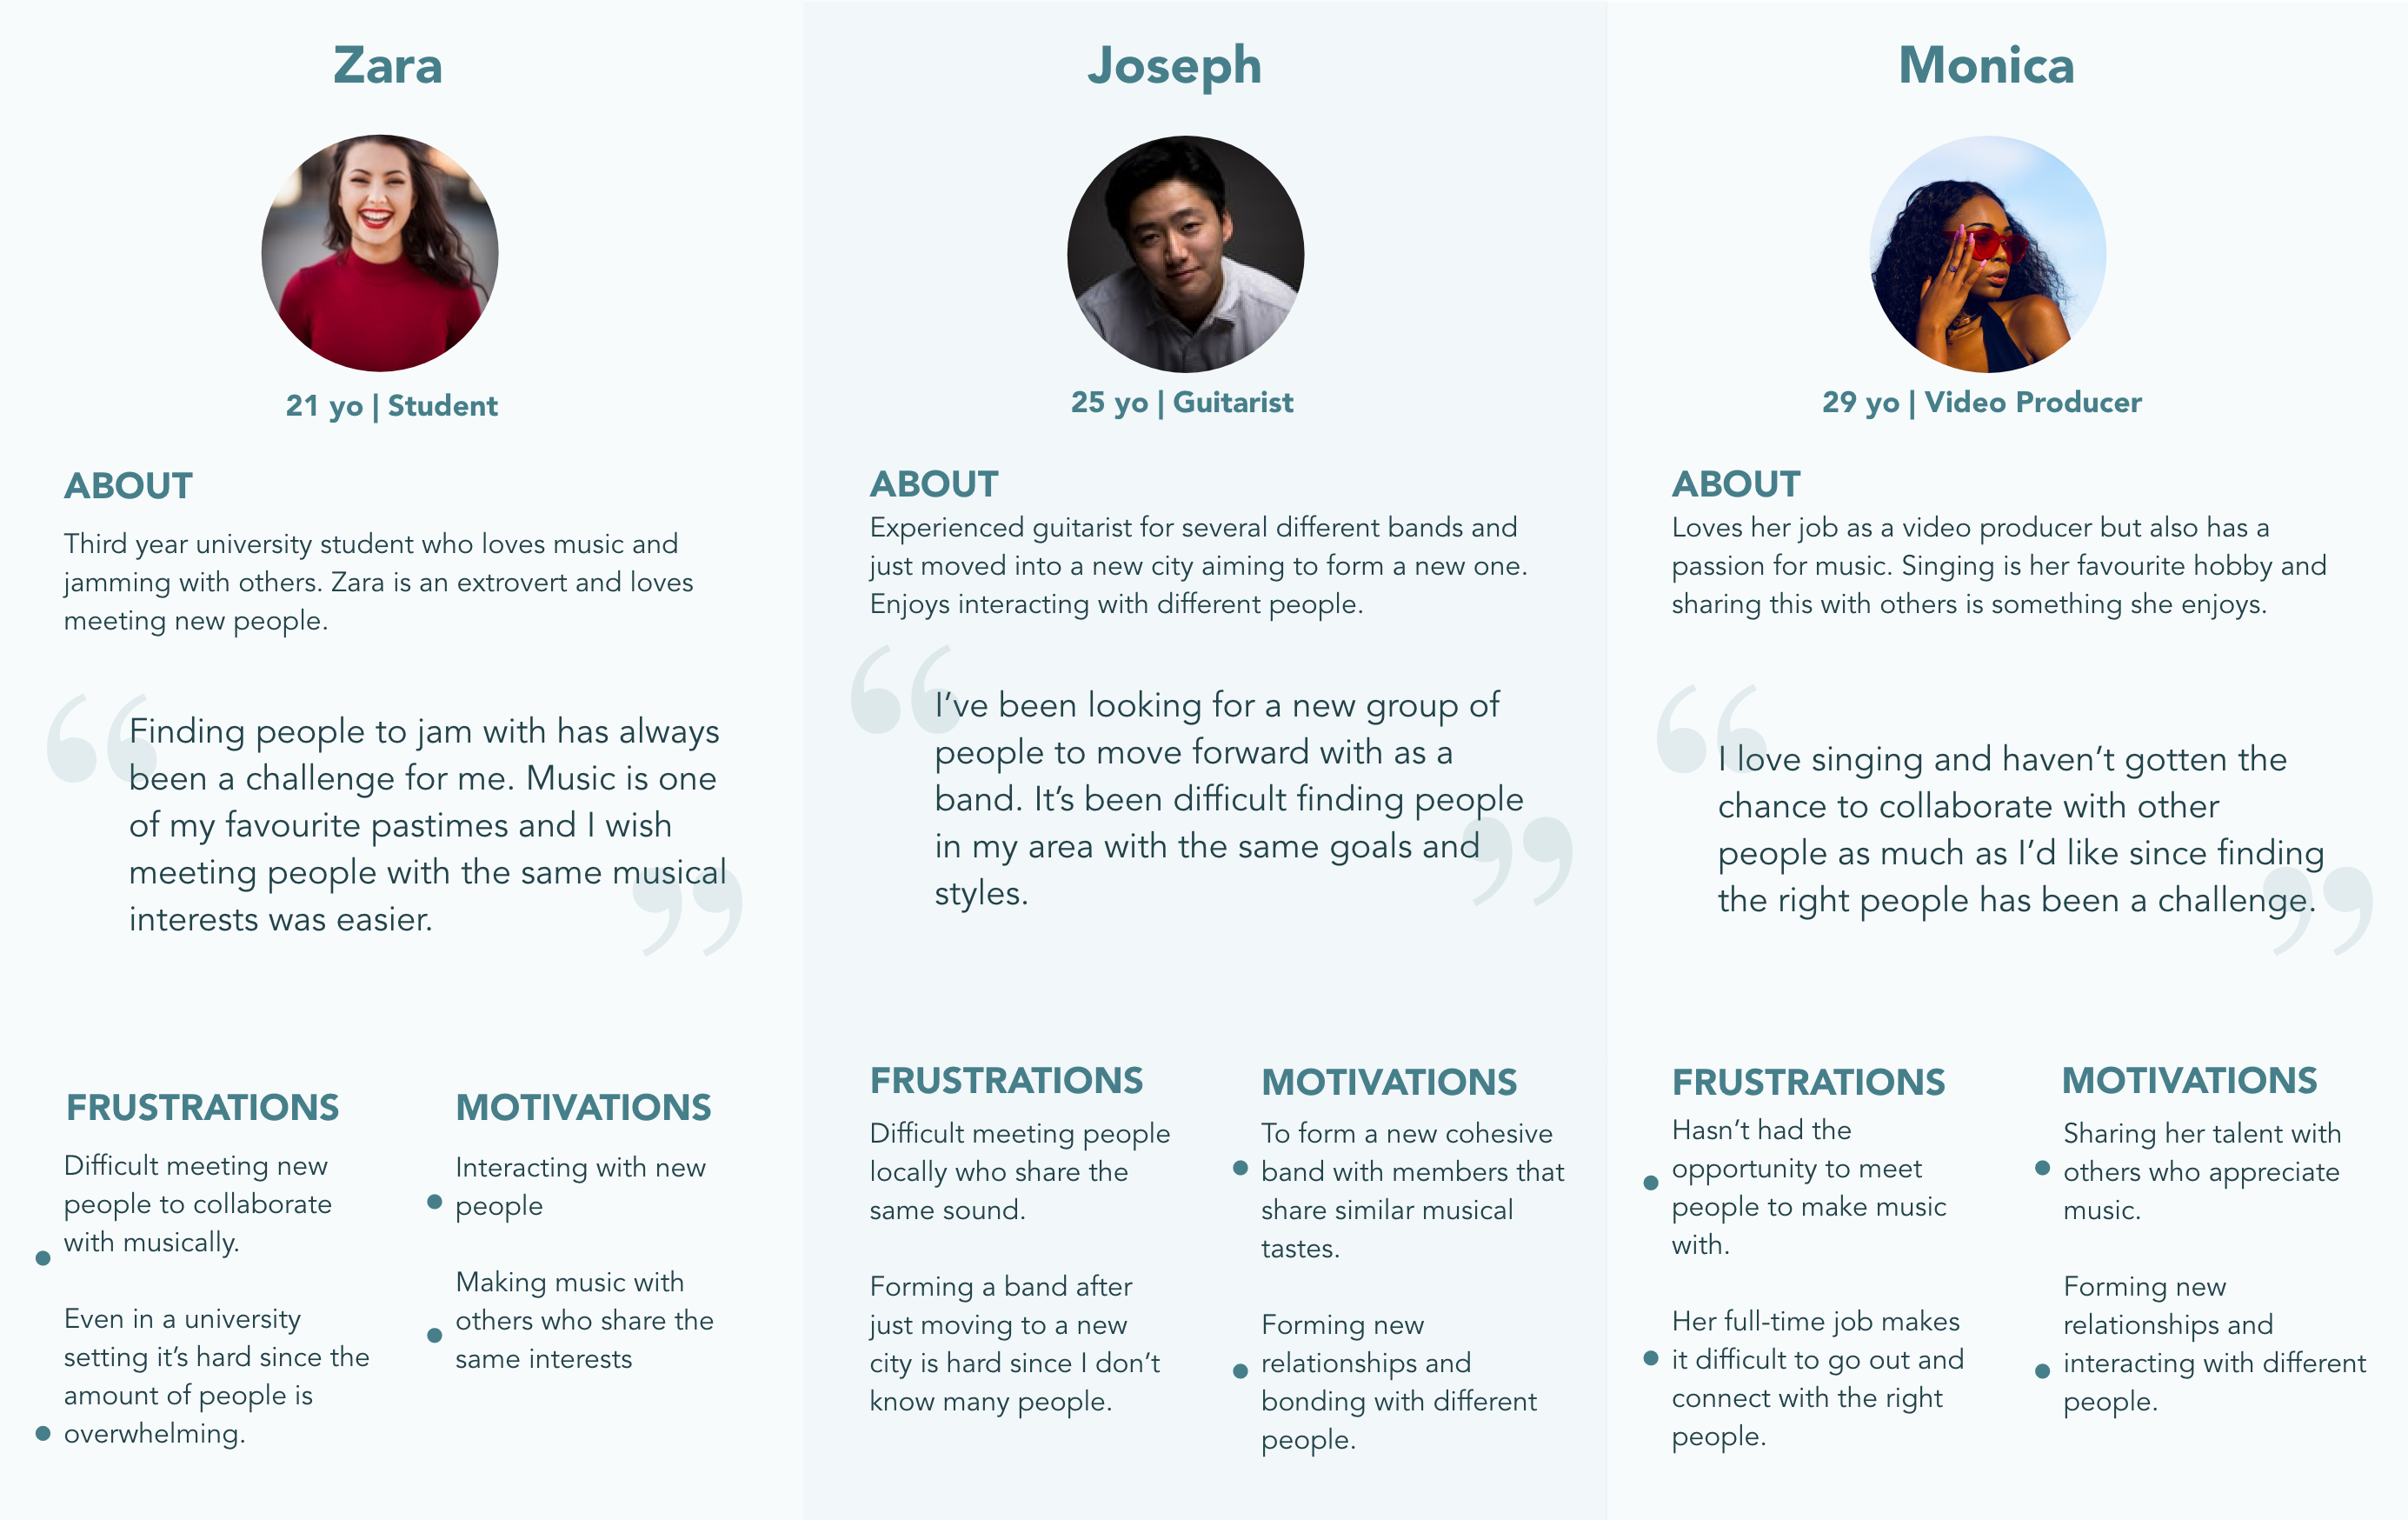 Zara
21 yo | Student
ABOUT
Third year university student who loves music and
jamming with others. Zara is an extrovert and loves
meeting new people.
“
Finding people to jam with has always
been a challenge for me. Music is one
of my favourite pastimes and I wish
meeting people with the same musical
interests was easier.
”
FRUSTRATIONS
Difficult meeting new
people to collaborate
with musically.
Even in a university
setting it’s hard since the
amount of people is
overwhelming.
MOTIVATIONS
Interacting with new
people
Making music with
others who share the
same interests
Joseph
25 yo | Guitarist
ABOUT
Experienced guitarist for several different bands and
just moved into a new city aiming to form a new one.
Enjoys interacting with different people.
“
I’ve been looking for a new group of
people to move forward with as a
band. It’s been difficult finding people
in my area with the same goals and
styles.
”
FRUSTRATIONS
Difficult meeting people
locally who share the
same sound.
Forming a band after
just moving to a new
city is hard since I don’t
know many people.
MOTIVATIONS
To form a new cohesive
band with members that
share similar musical
tastes.
Forming new
relationships and
bonding with different
people.
Monica
29 yo | Video Producer
ABOUT
Loves her job as a video producer but also has a
passion for music. Singing is her favourite hobby and
sharing this with others is something she enjoys.
“
I love singing and haven’t gotten the
chance to collaborate with other
people as much as I’d like since finding
the right people has been a challenge.
”
FRUSTRATIONS
Hasn’t had the
opportunity to meet
people to make music
with.
Her full-time job makes
it difficult to go out and
connect with the right
people.
MOTIVATIONS
Sharing her talent with
others who appreciate
music.
Forming new
relationships and
interacting with different
people.